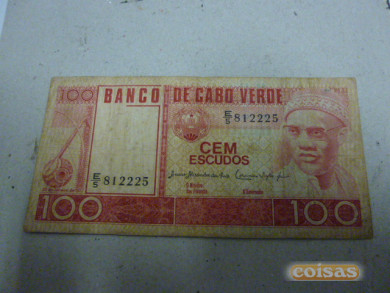 100 BANCO DE CABO VERDE
E/5 812225
CEM
ESCUDOS
E/5 812225
100
100
coisas